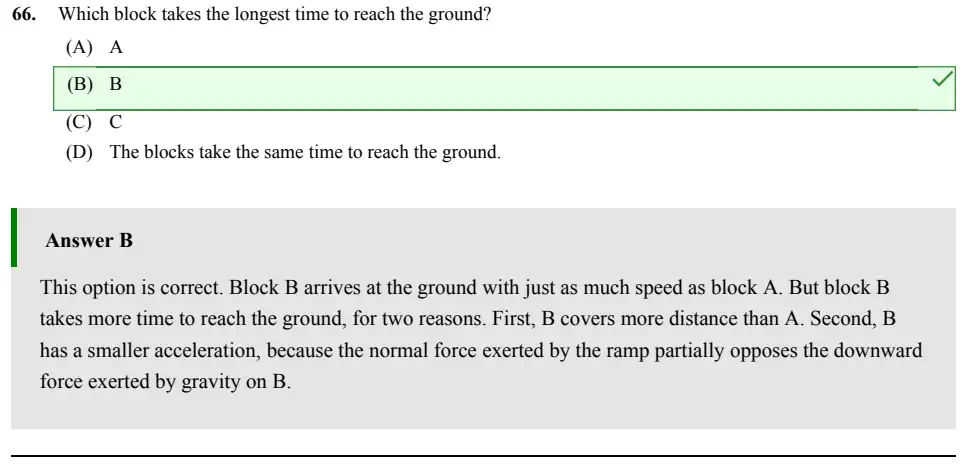 66. Which block takes the longest time to reach the ground?
(A) A
(B) B
(C) C
(D) The blocks take the same time to reach the ground.
Answer B
This option is correct. Block B arrives at the ground with just as much speed as block A. But block B
takes more time to reach the ground, for two reasons. First, B covers more distance than A. Second, B
has a smaller acceleration, because the normal force exerted by the ramp partially opposes the downward
force exerted by gravity on B.